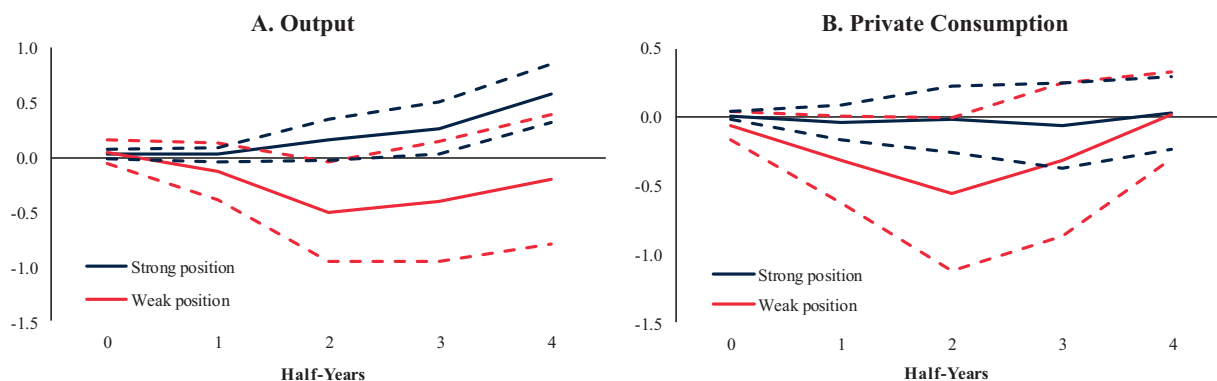 A. Output
1.0
0.5
0.0
-0.5
-1.0
-1.5
Strong position
Weak position
0 1 2 3 4
Half-Years
B. Private Consumption
0.5
0.0
-0.5
-1.0
-1.5
Strong position
Weak position
0 1 2 3 4
Half-Years